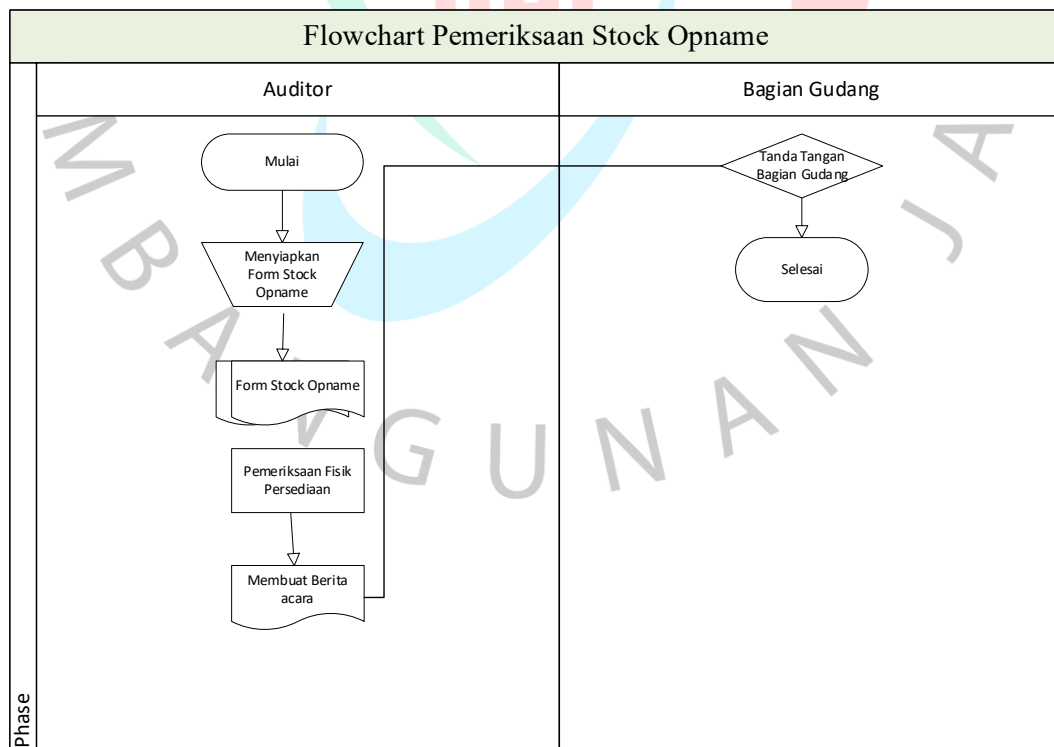 Flowchart Pemeriksaan Stock Opname
Auditor
Bagian Gudang
Mulai
Menyiapkan
Form Stock
Opname
Form Stock Opname
Pemeriksaan Fisik
Persediaan
Membuat Berita
acara
Tanda Tangan
Bagian Gudang
Selesai
Phase
M B A N G U N A N J A